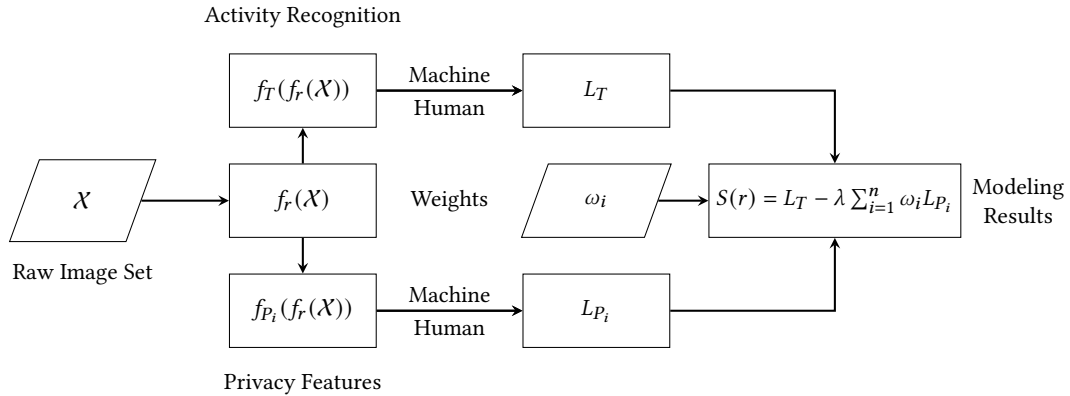 Activity Recognition
f_T(f_r(X))
Machine
Human
L_T
X
Raw Image Set
f_r(X)
Weights
ω_i
S(r) = L_T − λ ∑_{i=1}^{n} ω_i L_{P_i}
Modeling
Results
f_{P_i}(f_r(X))
Machine
Human
L_{P_i}
Privacy Features